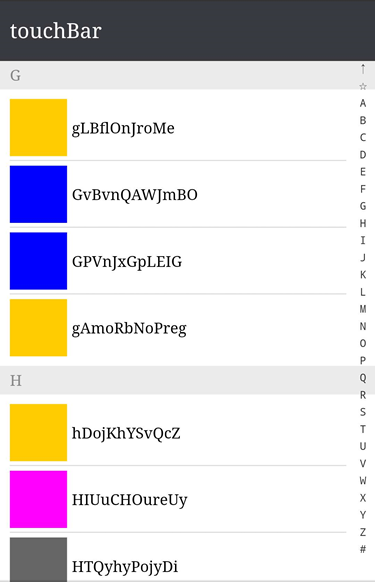 touchBar
G
gLBflOnJroMe
GvBvnQAWJmBO
GPVnJxGpLEIG
gAmoRbNoPreg
H
hDojKhYSvQcZ
HIUuCHOureUy
HTQyhyPojyDi
↑
☆
A
B
C
D
E
F
G
H
I
J
K
L
M
N
O
P
Q
R
S
T
U
V
W
X
Y
Z
#